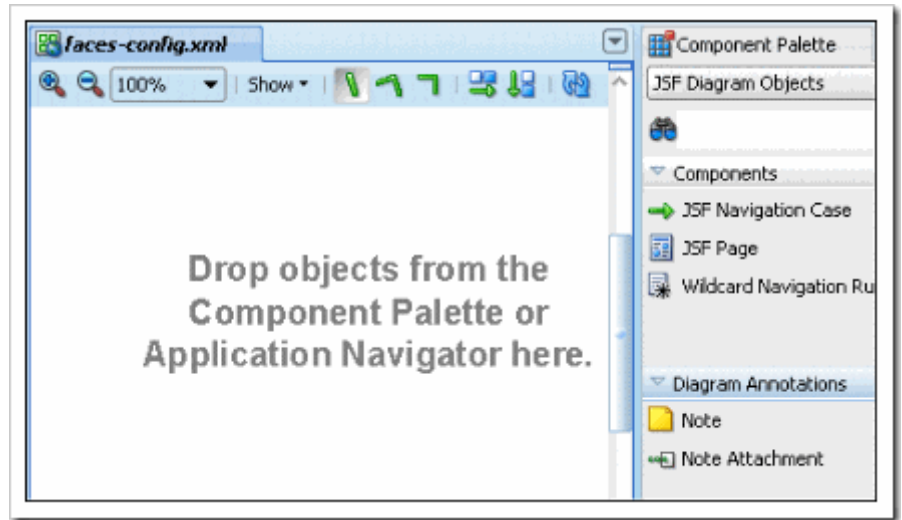 faces-config.xml
100%
Show
Drop objects from the
Component Palette or
Application Navigator here.
Component Palette
JSF Diagram Objects
Components
JSF Navigation Case
JSF Page
Wildcard Navigation Ru
Diagram Annotations
Note
Note Attachment